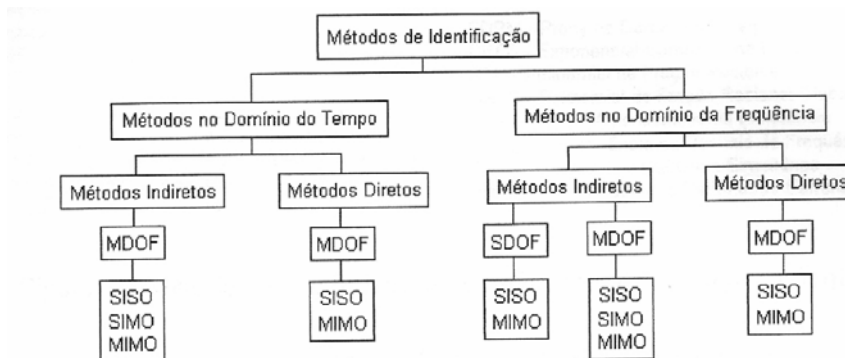 Métodos de Identificação
Métodos no Domínio do Tempo
Métodos no Domínio da Freqüência
Métodos Indiretos
Métodos Diretos
Métodos Indiretos
Métodos Diretos
MDOF
MDOF
SDOF
MDOF
MDOF
SISO
SIMO
MIMO
SISO
MIMO
SISO
MIMO
SISO
SIMO
MIMO
SISO
MIMO